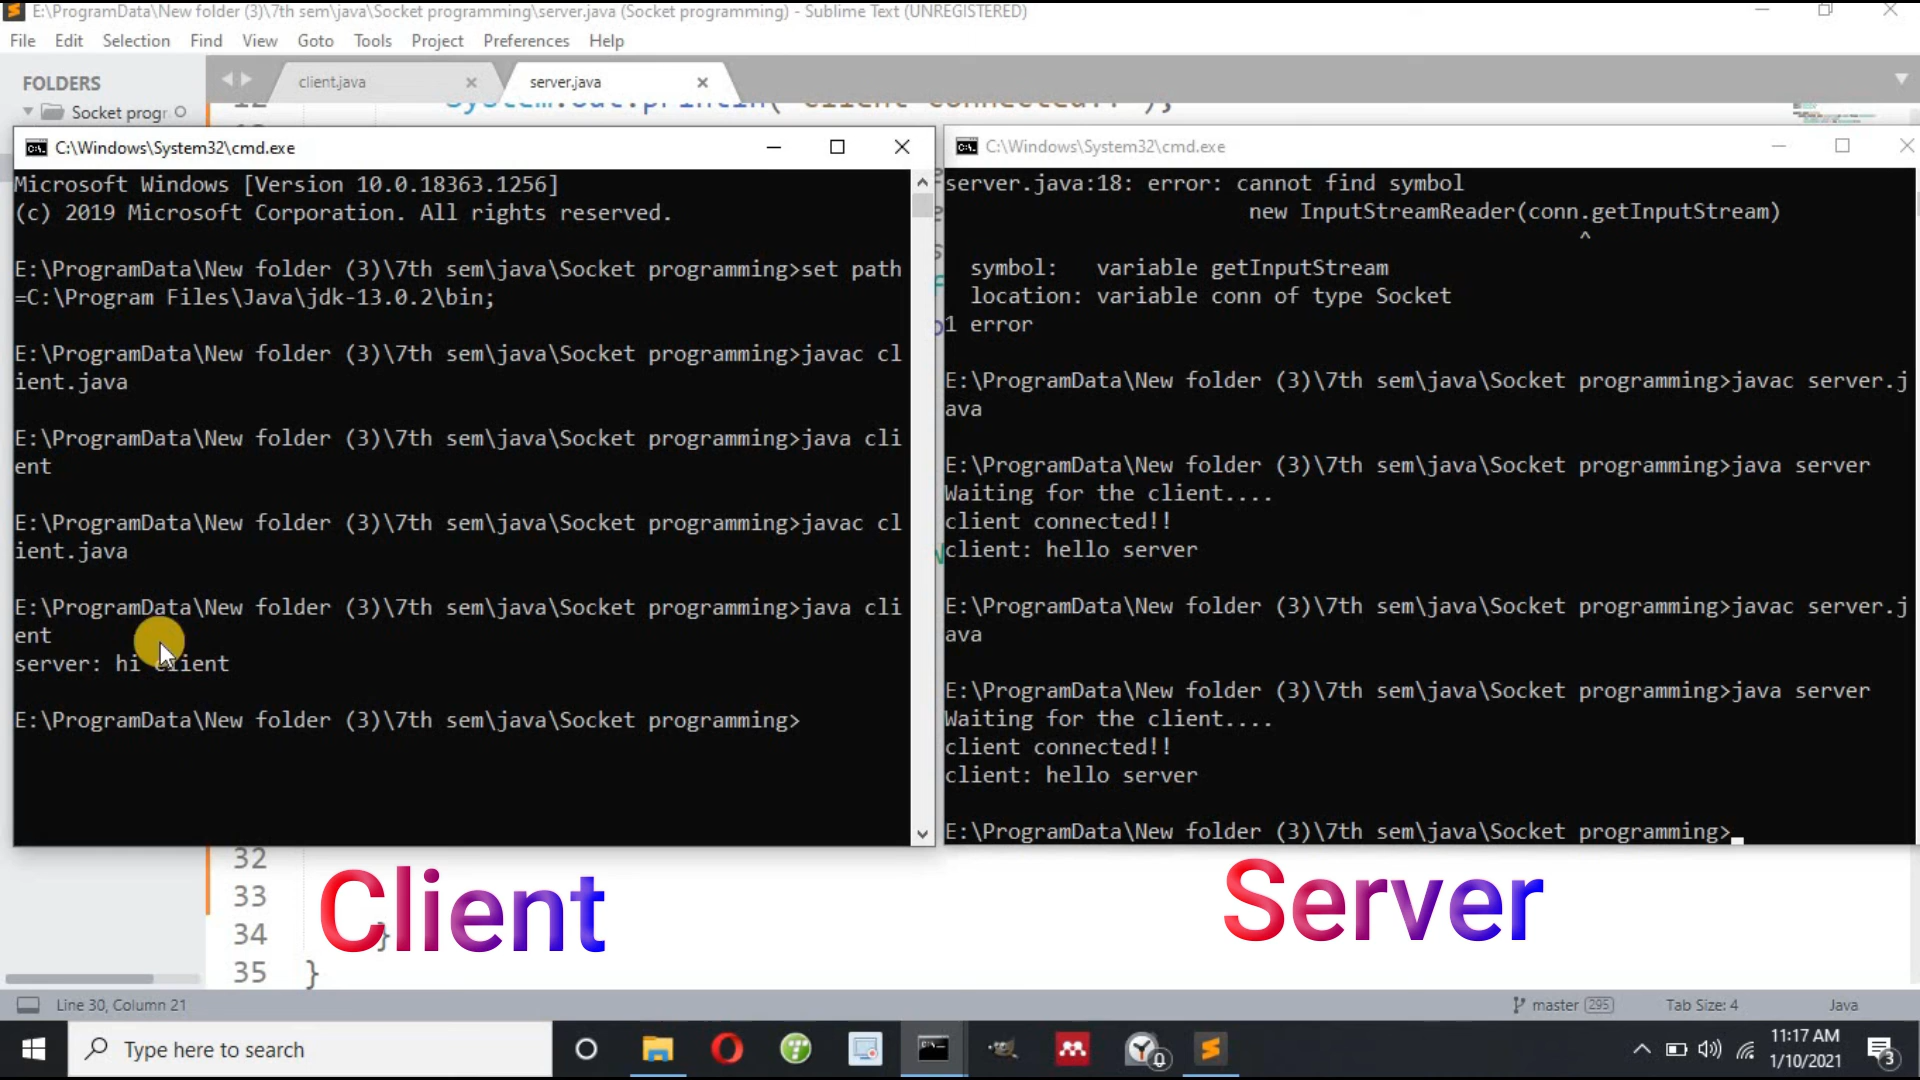 E:\ProgramData\New folder (3)\7th sem\java\Socket programming\server.java (Socket programming) - Sublime Text (UNREGISTERED)
File Edit Selection Find View Goto Tools Project Preferences Help
FOLDERS
Socket progr
client.java
server.java
C:\Windows\System32\cmd.exe
Microsoft Windows [Version 10.0.18363.1256]
(c) 2019 Microsoft Corporation. All rights reserved.
E:\ProgramData\New folder (3)\7th sem\java\Socket programming>set path
=C:\Program Files\Java\jdk-13.0.2\bin;
E:\ProgramData\New folder (3)\7th sem\java\Socket programming>javac cl
ient.java
E:\ProgramData\New folder (3)\7th sem\java\Socket programming>java cli
ent
E:\ProgramData\New folder (3)\7th sem\java\Socket programming>javac cl
ient.java
E:\ProgramData\New folder (3)\7th sem\java\Socket programming>java cli
ent
server: hi client
E:\ProgramData\New folder (3)\7th sem\java\Socket programming>
C:\Windows\System32\cmd.exe
server.java:18: error: cannot find symbol
new InputStreamReader(conn.getInputStream)
^
symbol:   variable getInputStream
location: variable conn of type Socket
1 error
E:\ProgramData\New folder (3)\7th sem\java\Socket programming>javac server.j
ava
E:\ProgramData\New folder (3)\7th sem\java\Socket programming>java server
Waiting for the client....
client connected!!
client: hello server
E:\ProgramData\New folder (3)\7th sem\java\Socket programming>javac server.j
ava
E:\ProgramData\New folder (3)\7th sem\java\Socket programming>java server
Waiting for the client....
client connected!!
client: hello server
E:\ProgramData\New folder (3)\7th sem\java\Socket programming>
32
33
34 }
35 }
Client
Server
Line 30, Column 21
master 295
Tab Size: 4
Java
Type here to search
11:17 AM
1/10/2021
3